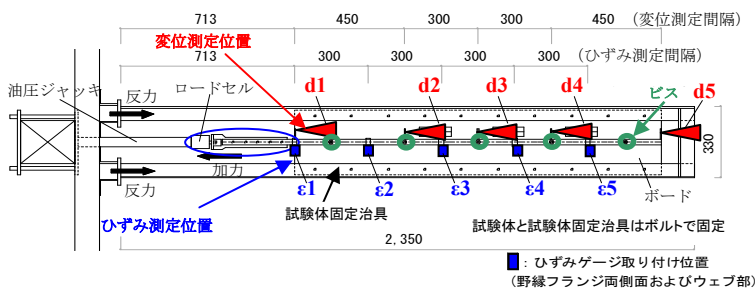 713 450 300 300 450 (変位測定間隔)
変位測定位置
713 300 300 300 300 (ひずみ測定間隔)
油圧ジャッキ
ロードセル
反力
d1 d2 d3 d4 ビス d5
330
加力
反力
ε1 ε2 ε3 ε4 ε5 ボード
ひずみ測定位置
試験体固定治具
試験体と試験体固定治具はボルトで固定
2,350
: ひずみゲージ取り付け位置
(野縁フランジ両側面およびウェブ部)